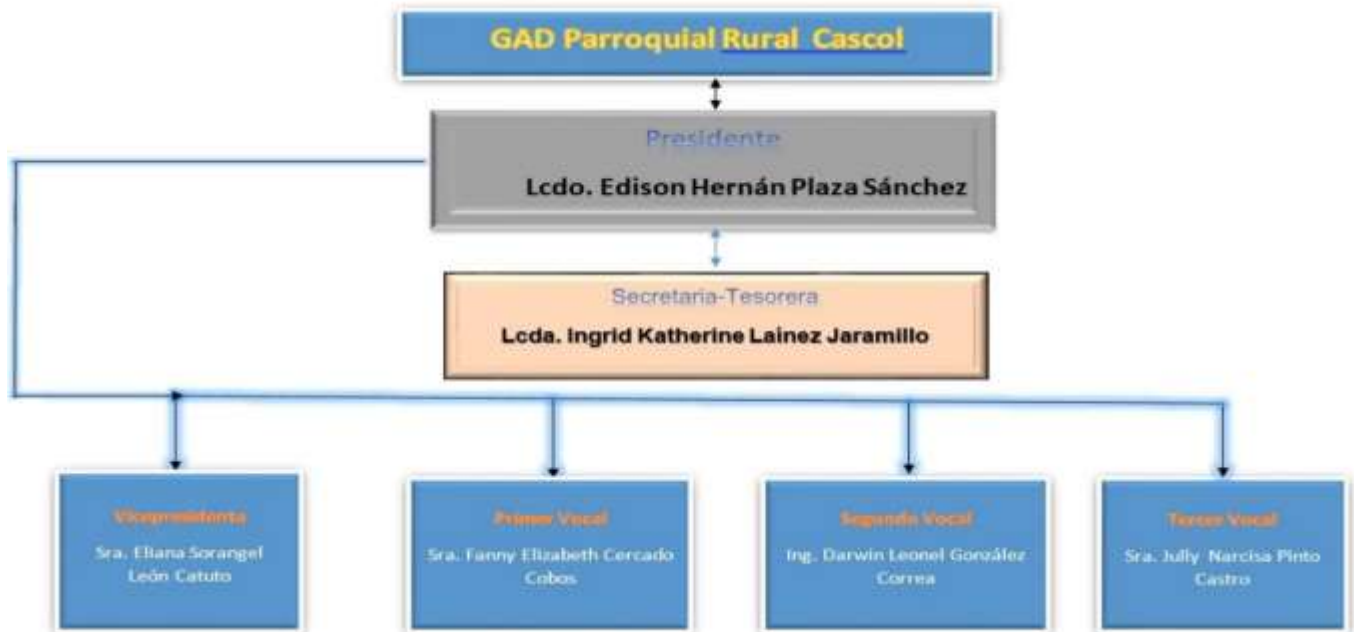 GAD Parroquial Rural Cascol
Presidente
Lcdo. Edison Hernán Plaza Sánchez
Secretaria-Tesorera
Lcda. Ingrid Katherine Lainez Jaramillo
Vicepresidenta
Sra. Eliana Sorangel
León Catuto
Primer Vocal
Sra. Fanny Elizabeth Cercado
Cobos
Segundo Vocal
Ing. Darwin Leonel González
Correa
Tercer Vocal
Sra. Jully Narcisa Pinto
Castro